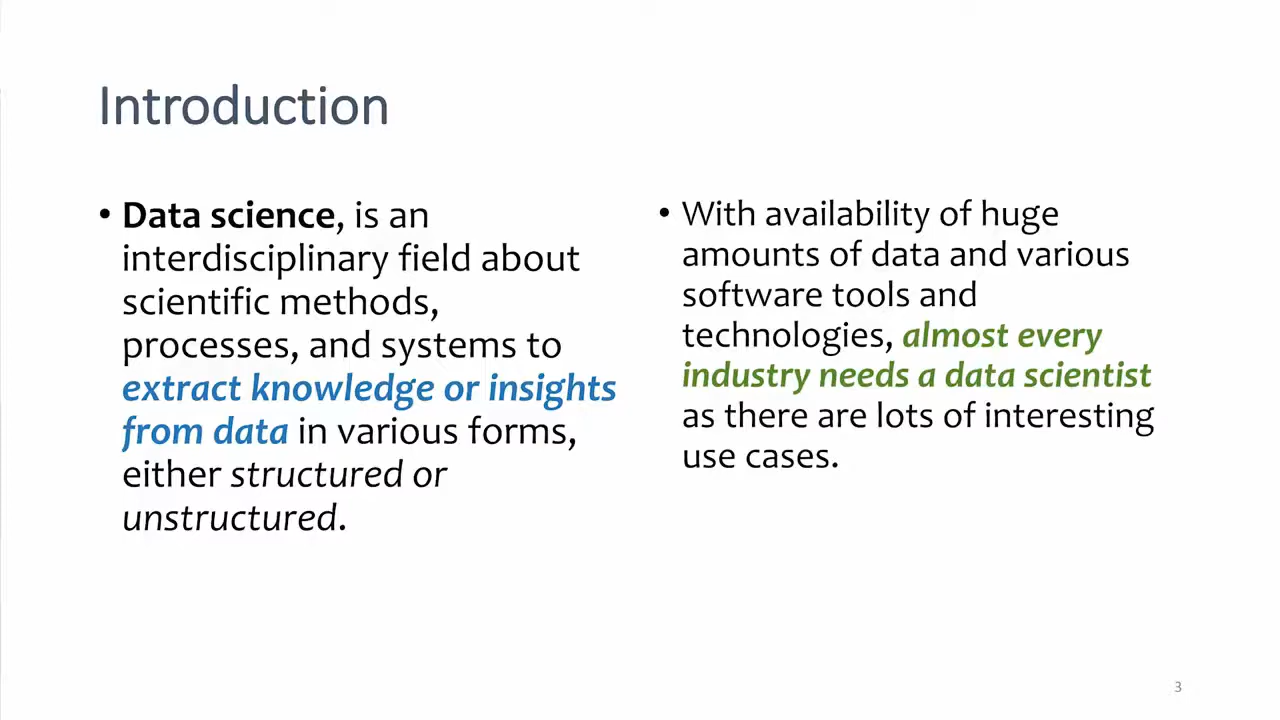 Introduction
• Data science, is an
interdisciplinary field about
scientific methods,
processes, and systems to
extract knowledge or insights
from data in various forms,
either structured or
unstructured.
• With availability of huge
amounts of data and various
software tools and
technologies, almost every
industry needs a data scientist
as there are lots of interesting
use cases.
3